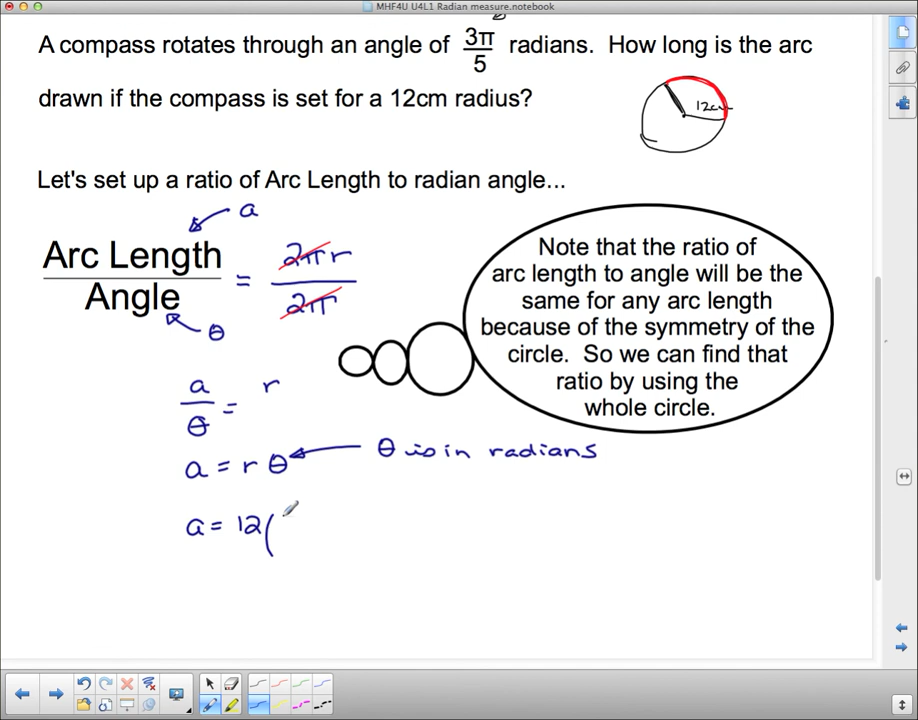 MHF4U U4L1 Radian measure.notebook
A compass rotates through an angle of 3π/5 radians. How long is the arc
drawn if the compass is set for a 12cm radius?
12cm
Let's set up a ratio of Arc Length to radian angle...
a
Arc Length / Angle = 2πr / 2π
θ
Note that the ratio of
arc length to angle will be the
same for any arc length
because of the symmetry of the
circle. So we can find that
ratio by using the
whole circle.
a/θ = r
a = r θ ← θ is in radians
a = 12(